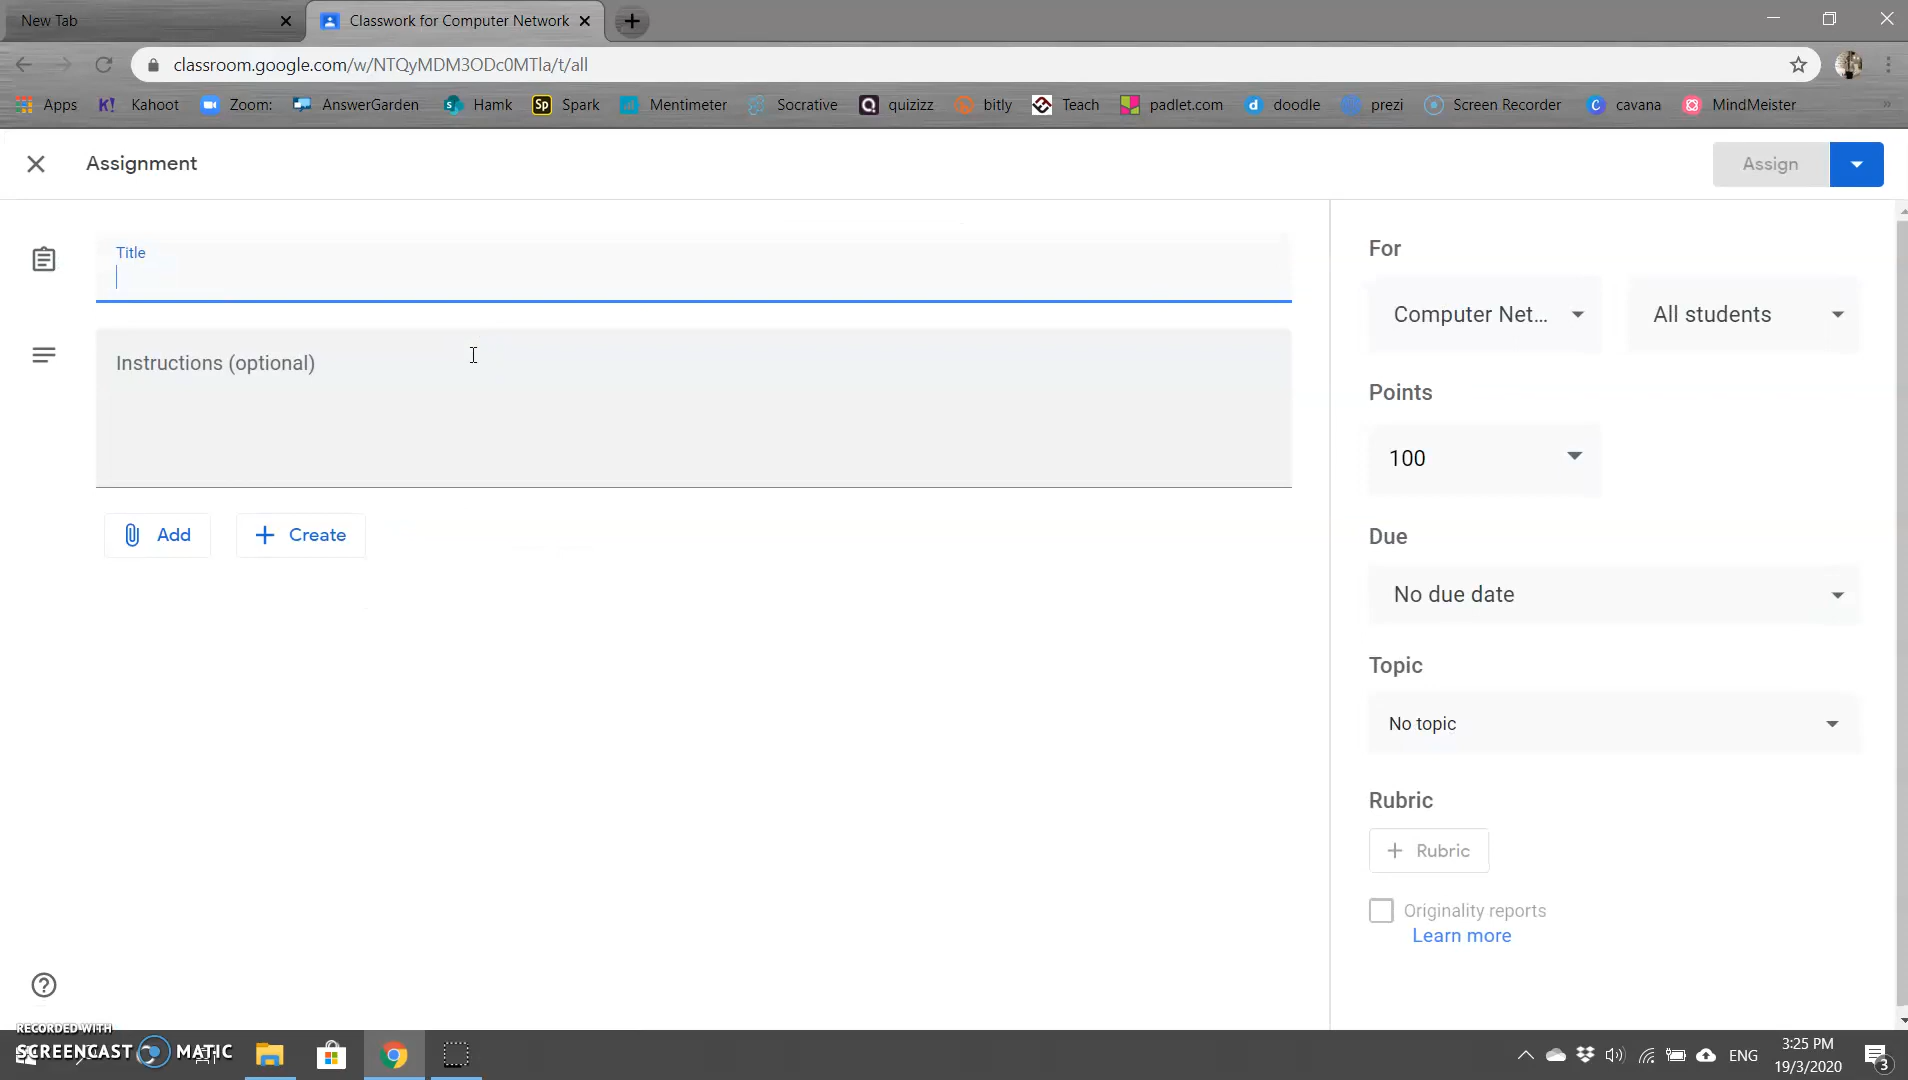 New Tab
Classwork for Computer Network
classroom.google.com/w/NTQyMDM3ODc0MTla/t/all
Apps K! Kahoot Zoom: AnswerGarden Hamk Sp Spark Mentimeter Socrative quizizz bitly Teach padlet.com d doodle prezi Screen Recorder C cavana MindMeister »
Assignment
Assign
Title
Instructions (optional)
Add
Create
For
Computer Net...
All students
Points
100
Due
No due date
Topic
No topic
Rubric
Rubric
Originality reports
Learn more
RECORDED WITH
SCREENCAST MATIC
ENG
3:25 PM
19/3/2020
3